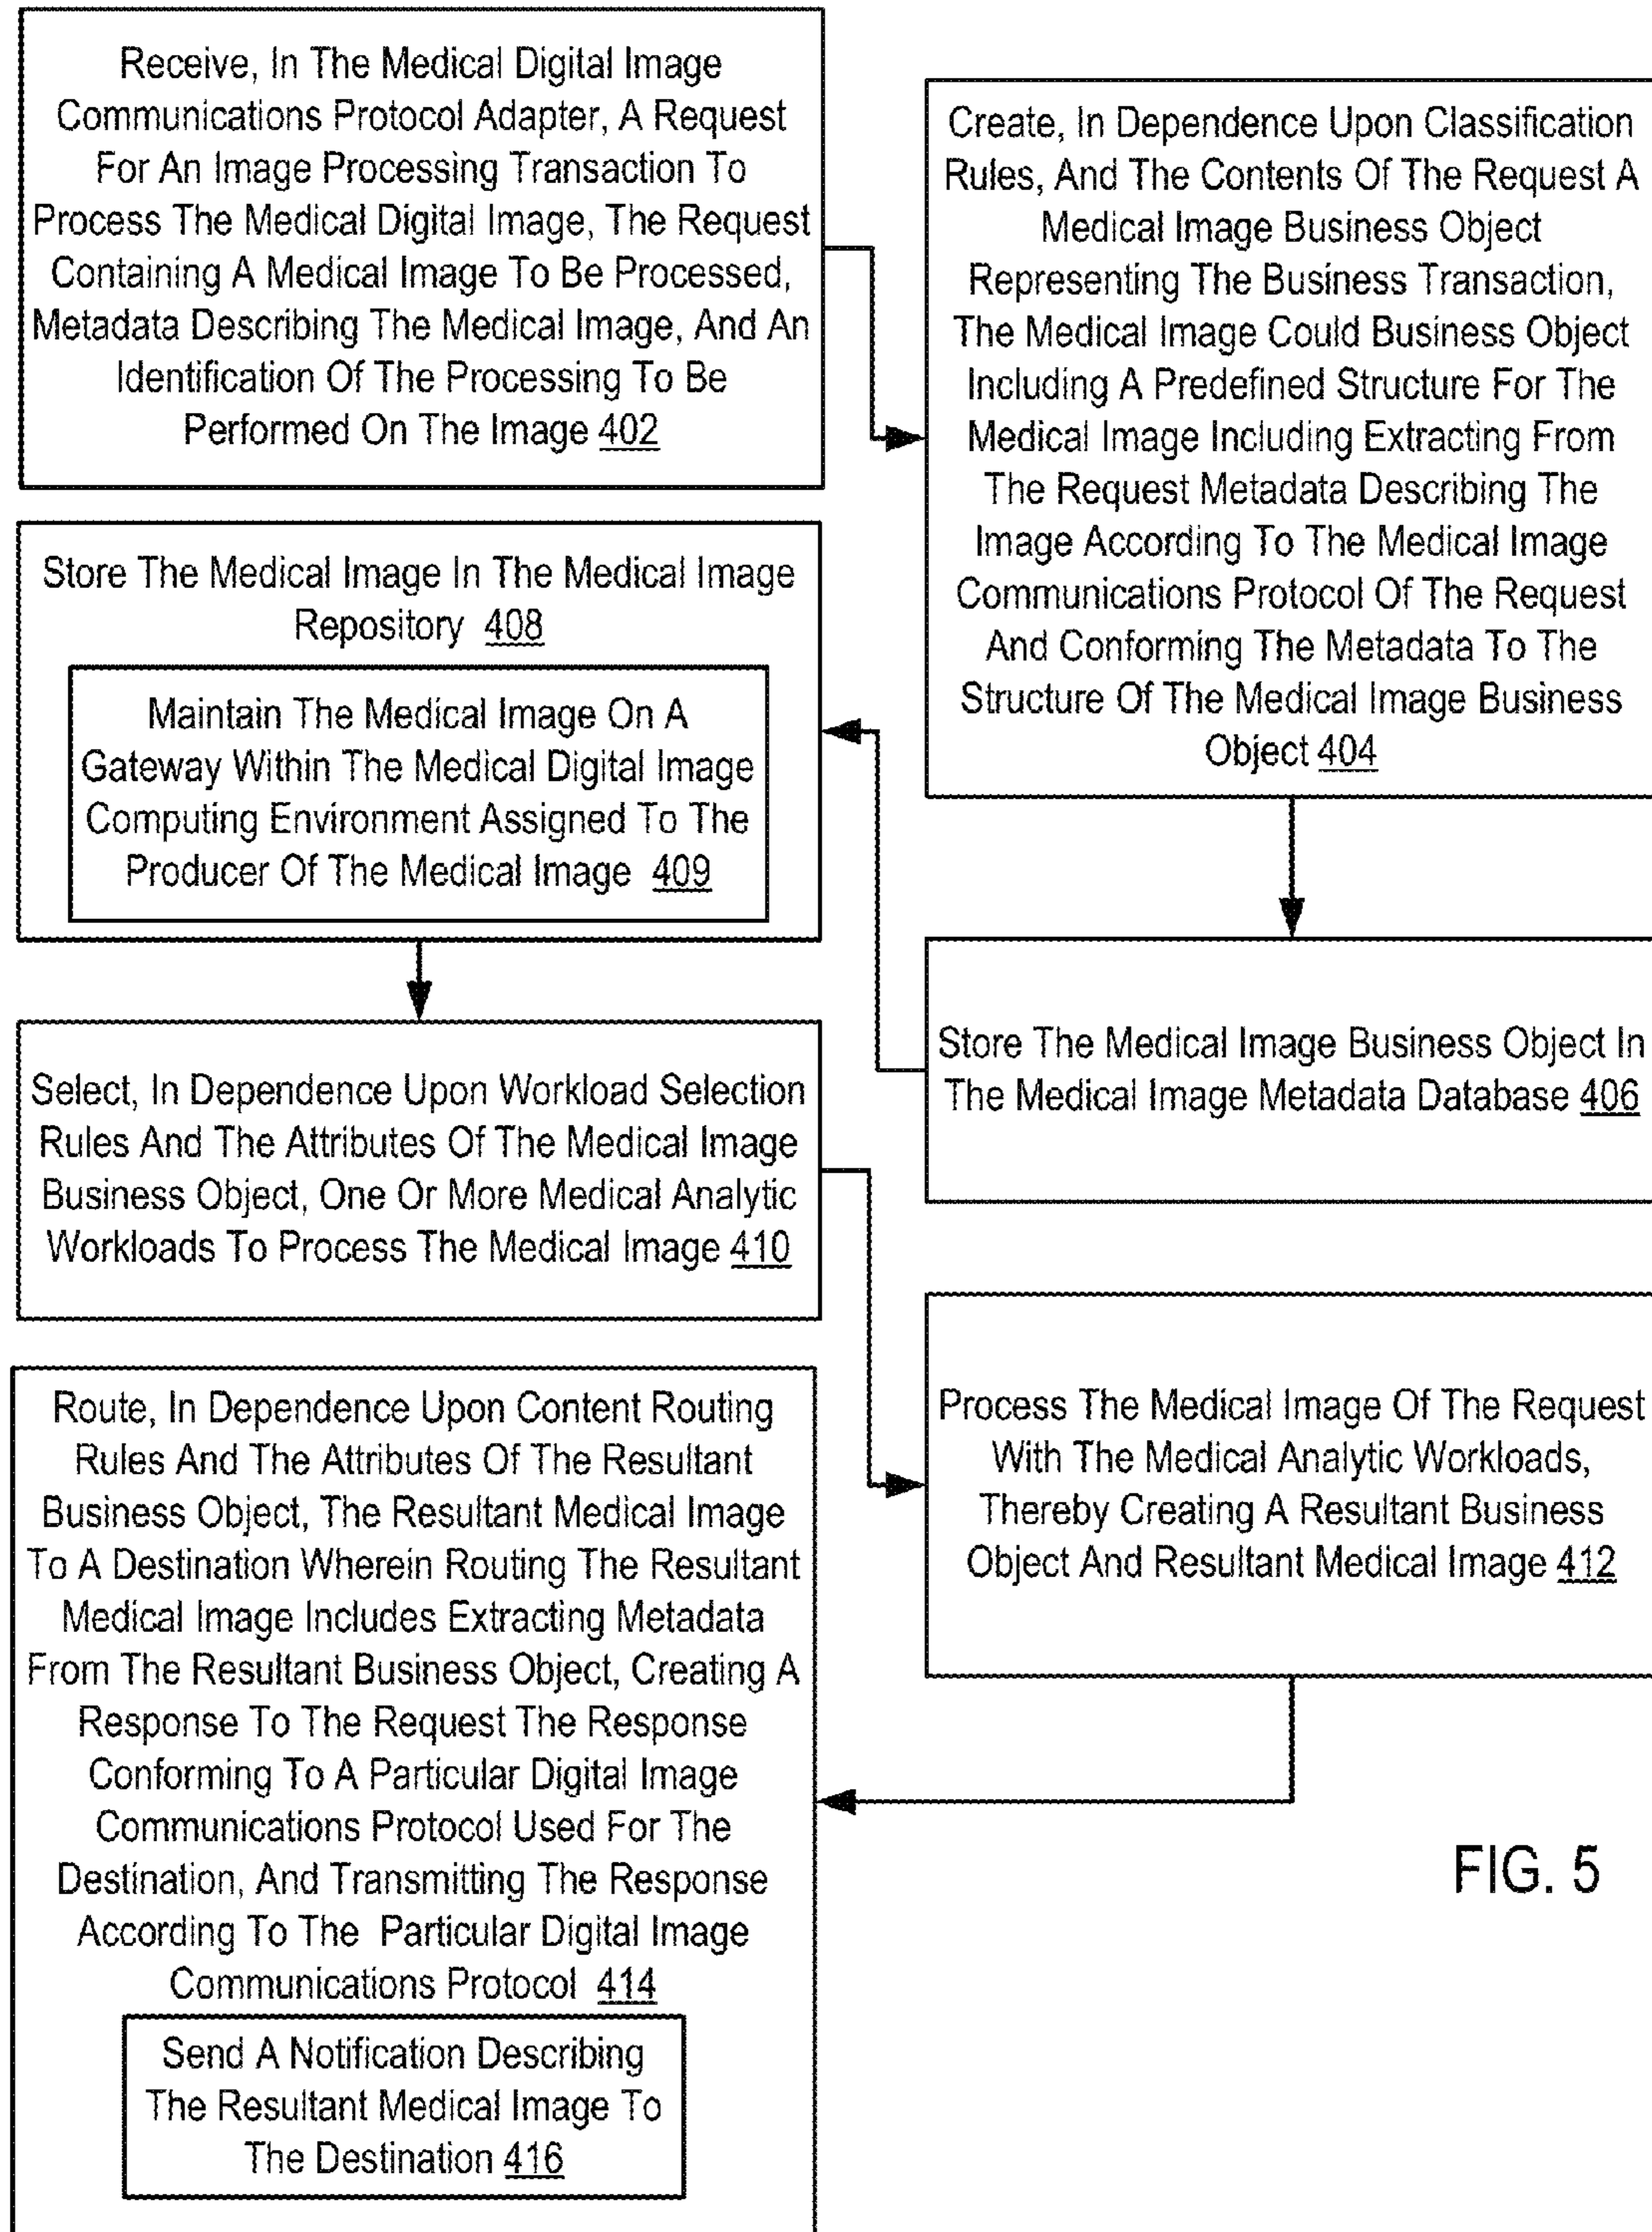 Receive, In The Medical Digital Image
Communications Protocol Adapter, A Request
For An Image Processing Transaction To
Process The Medical Digital Image, The Request
Containing A Medical Image To Be Processed,
Metadata Describing The Medical Image, And An
Identification Of The Processing To Be
Performed On The Image 402
Create, In Dependence Upon Classification
Rules, And The Contents Of The Request A
Medical Image Business Object
Representing The Business Transaction,
The Medical Image Could Business Object
Including A Predefined Structure For The
Medical Image Including Extracting From
The Request Metadata Describing The
Image According To The Medical Image
Communications Protocol Of The Request
And Conforming The Metadata To The
Structure Of The Medical Image Business
Object 404
Store The Medical Image Business Object In
The Medical Image Metadata Database 406
Store The Medical Image In The Medical Image
Repository 408
Maintain The Medical Image On A
Gateway Within The Medical Digital Image
Computing Environment Assigned To The
Producer Of The Medical Image 409
Select, In Dependence Upon Workload Selection
Rules And The Attributes Of The Medical Image
Business Object, One Or More Medical Analytic
Workloads To Process The Medical Image 410
Process The Medical Image Of The Request
With The Medical Analytic Workloads,
Thereby Creating A Resultant Business
Object And Resultant Medical Image 412
Route, In Dependence Upon Content Routing
Rules And The Attributes Of The Resultant
Business Object, The Resultant Medical Image
To A Destination Wherein Routing The Resultant
Medical Image Includes Extracting Metadata
From The Resultant Business Object, Creating A
Response To The Request The Response
Conforming To A Particular Digital Image
Communications Protocol Used For The
Destination, And Transmitting The Response
According To The Particular Digital Image
Communications Protocol 414
Send A Notification Describing
The Resultant Medical Image To
The Destination 416
FIG. 5